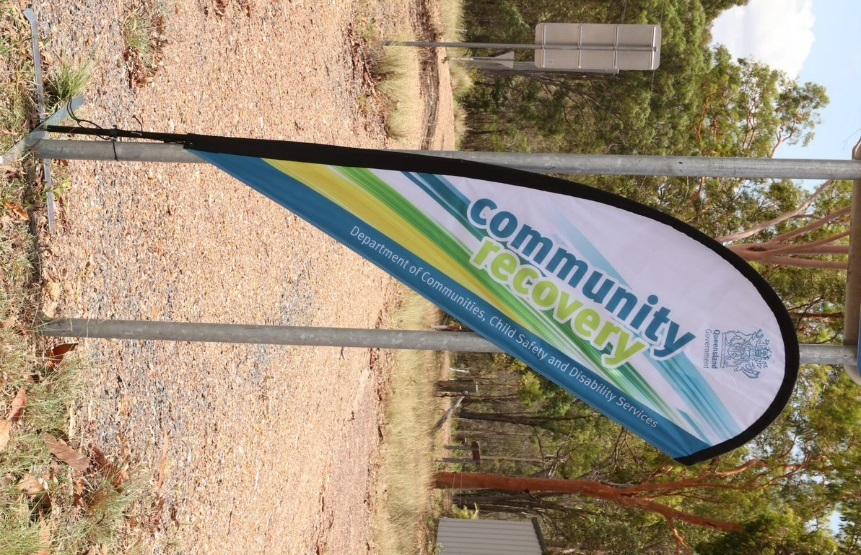 Queensland
Government
community
recovery
Department of Communities, Child Safety and Disability Services